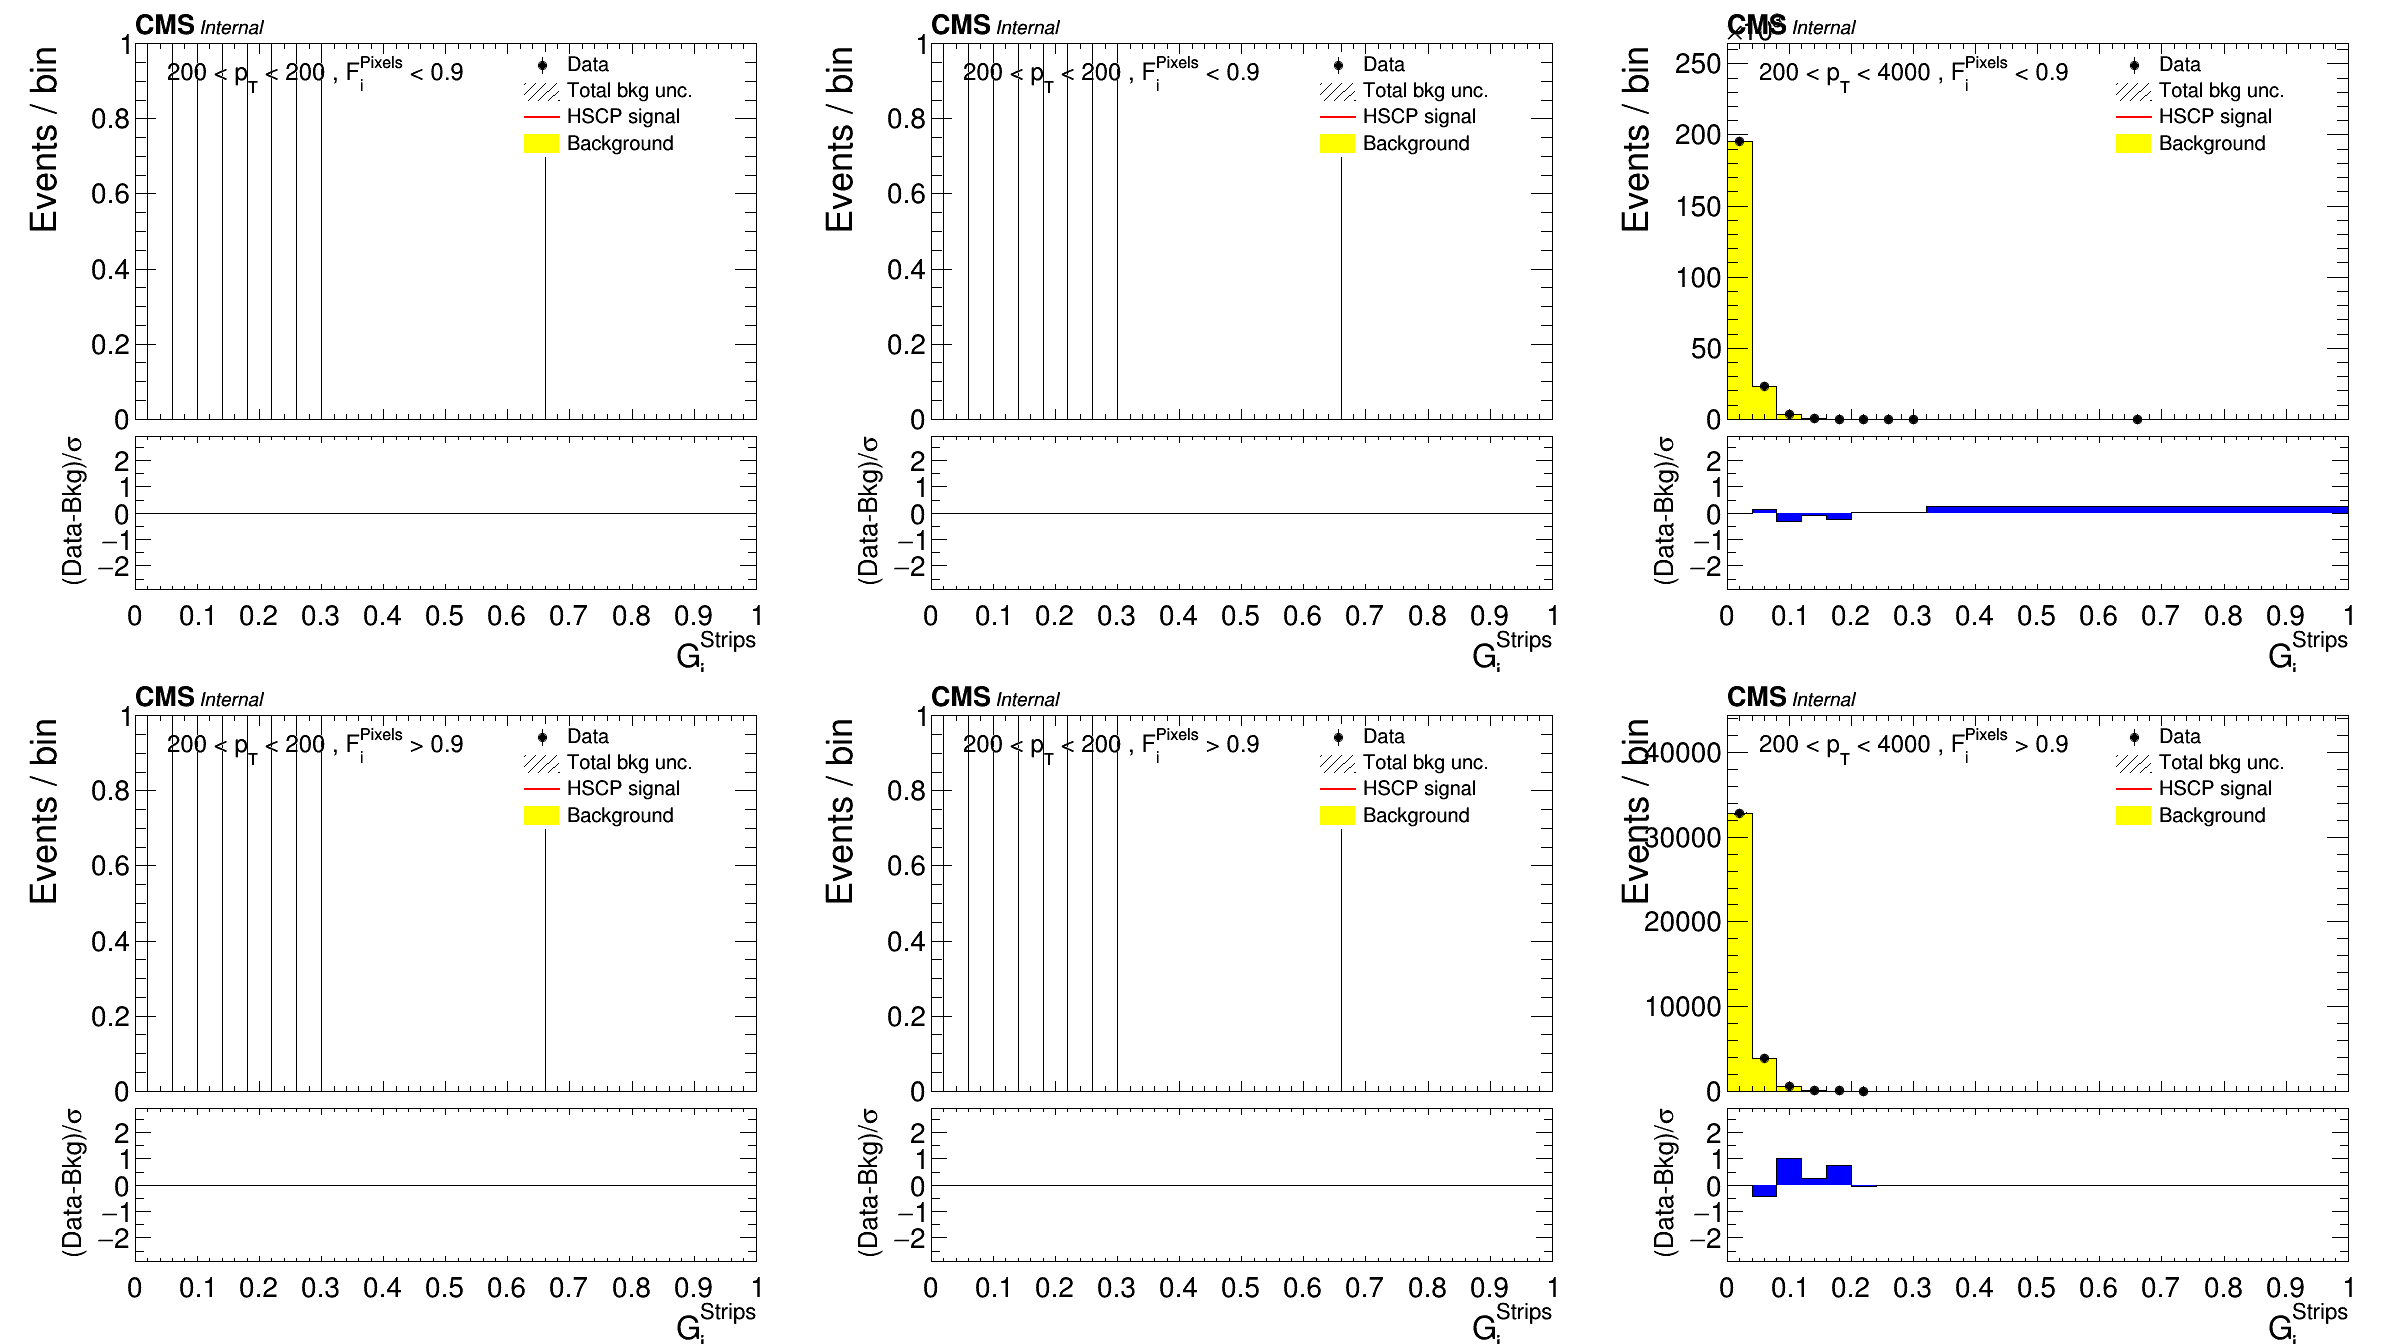 CMS Internal
Events / bin
200 < pT < 200 , FiPixels < 0.9
Data
Total bkg unc.
HSCP signal
Background
1
0.8
0.6
0.4
0.2
0
(Data-Bkg)/σ
2
1
0
−1
−2
0 0.1 0.2 0.3 0.4 0.5 0.6 0.7 0.8 0.9 1
GiStrips
CMS Internal
Events / bin
200 < pT < 200 , FiPixels < 0.9
Data
Total bkg unc.
HSCP signal
Background
1
0.8
0.6
0.4
0.2
0
(Data-Bkg)/σ
2
1
0
−1
−2
0 0.1 0.2 0.3 0.4 0.5 0.6 0.7 0.8 0.9 1
GiStrips
CMS Internal
Events / bin
200 < pT < 4000 , FiPixels < 0.9
Data
Total bkg unc.
HSCP signal
Background
250
200
150
100
50
0
(Data-Bkg)/σ
2
1
0
−1
−2
0 0.1 0.2 0.3 0.4 0.5 0.6 0.7 0.8 0.9 1
GiStrips
CMS Internal
Events / bin
200 < pT < 200 , FiPixels > 0.9
Data
Total bkg unc.
HSCP signal
Background
1
0.8
0.6
0.4
0.2
0
(Data-Bkg)/σ
2
1
0
−1
−2
0 0.1 0.2 0.3 0.4 0.5 0.6 0.7 0.8 0.9 1
GiStrips
CMS Internal
Events / bin
200 < pT < 200 , FiPixels > 0.9
Data
Total bkg unc.
HSCP signal
Background
1
0.8
0.6
0.4
0.2
0
(Data-Bkg)/σ
2
1
0
−1
−2
0 0.1 0.2 0.3 0.4 0.5 0.6 0.7 0.8 0.9 1
GiStrips
CMS Internal
Events / bin
200 < pT < 4000 , FiPixels > 0.9
Data
Total bkg unc.
HSCP signal
Background
40000
30000
20000
10000
0
(Data-Bkg)/σ
2
1
0
−1
−2
0 0.1 0.2 0.3 0.4 0.5 0.6 0.7 0.8 0.9 1
GiStrips